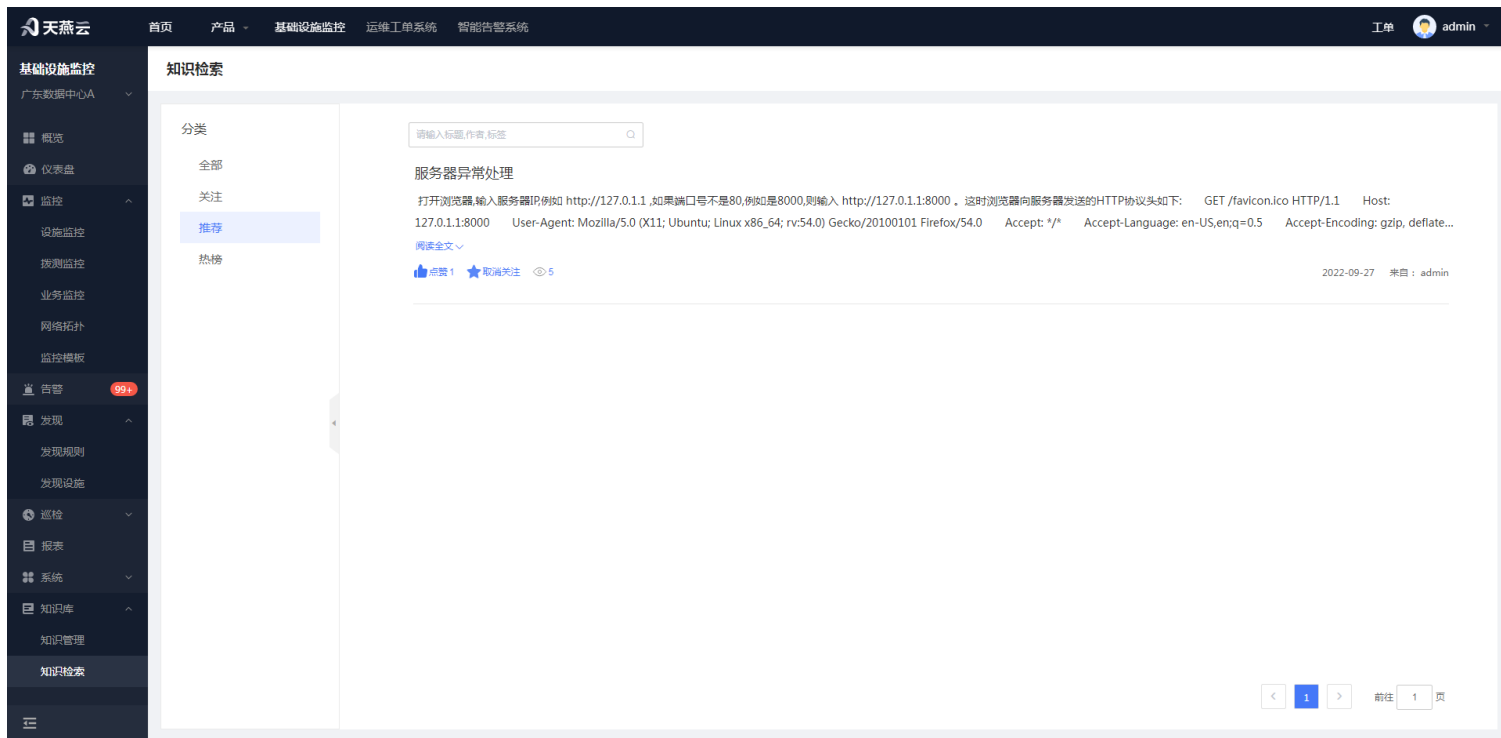 天燕云 首页 产品 基础设施监控 运维工单系统 智能告警系统 工单 admin
基础设施监控
广东数据中心A
概览
仪表盘
监控
设施监控
拨测监控
业务监控
网络拓扑
监控模板
告警 99+
发现
发现规则
发现设施
巡检
报表
系统
知识库
知识管理
知识检索
知识检索
分类
全部
关注
推荐
热榜
请输入标题,作者,标签
服务器异常处理
打开浏览器,输入服务器IP,例如 http://127.0.1.1 ,如果端口号不是80,例如是8000,则输入 http://127.0.1.1:8000 。这时浏览器向服务器发送的HTTP协议头如下: GET /favicon.ico HTTP/1.1 Host:
127.0.1.1:8000 User-Agent: Mozilla/5.0 (X11; Ubuntu; Linux x86_64; rv:54.0) Gecko/20100101 Firefox/54.0 Accept: */* Accept-Language: en-US,en;q=0.5 Accept-Encoding: gzip, deflate...
阅读全文
点赞 1 取消关注 5 2022-09-27 来自： admin
1 前往 1 页